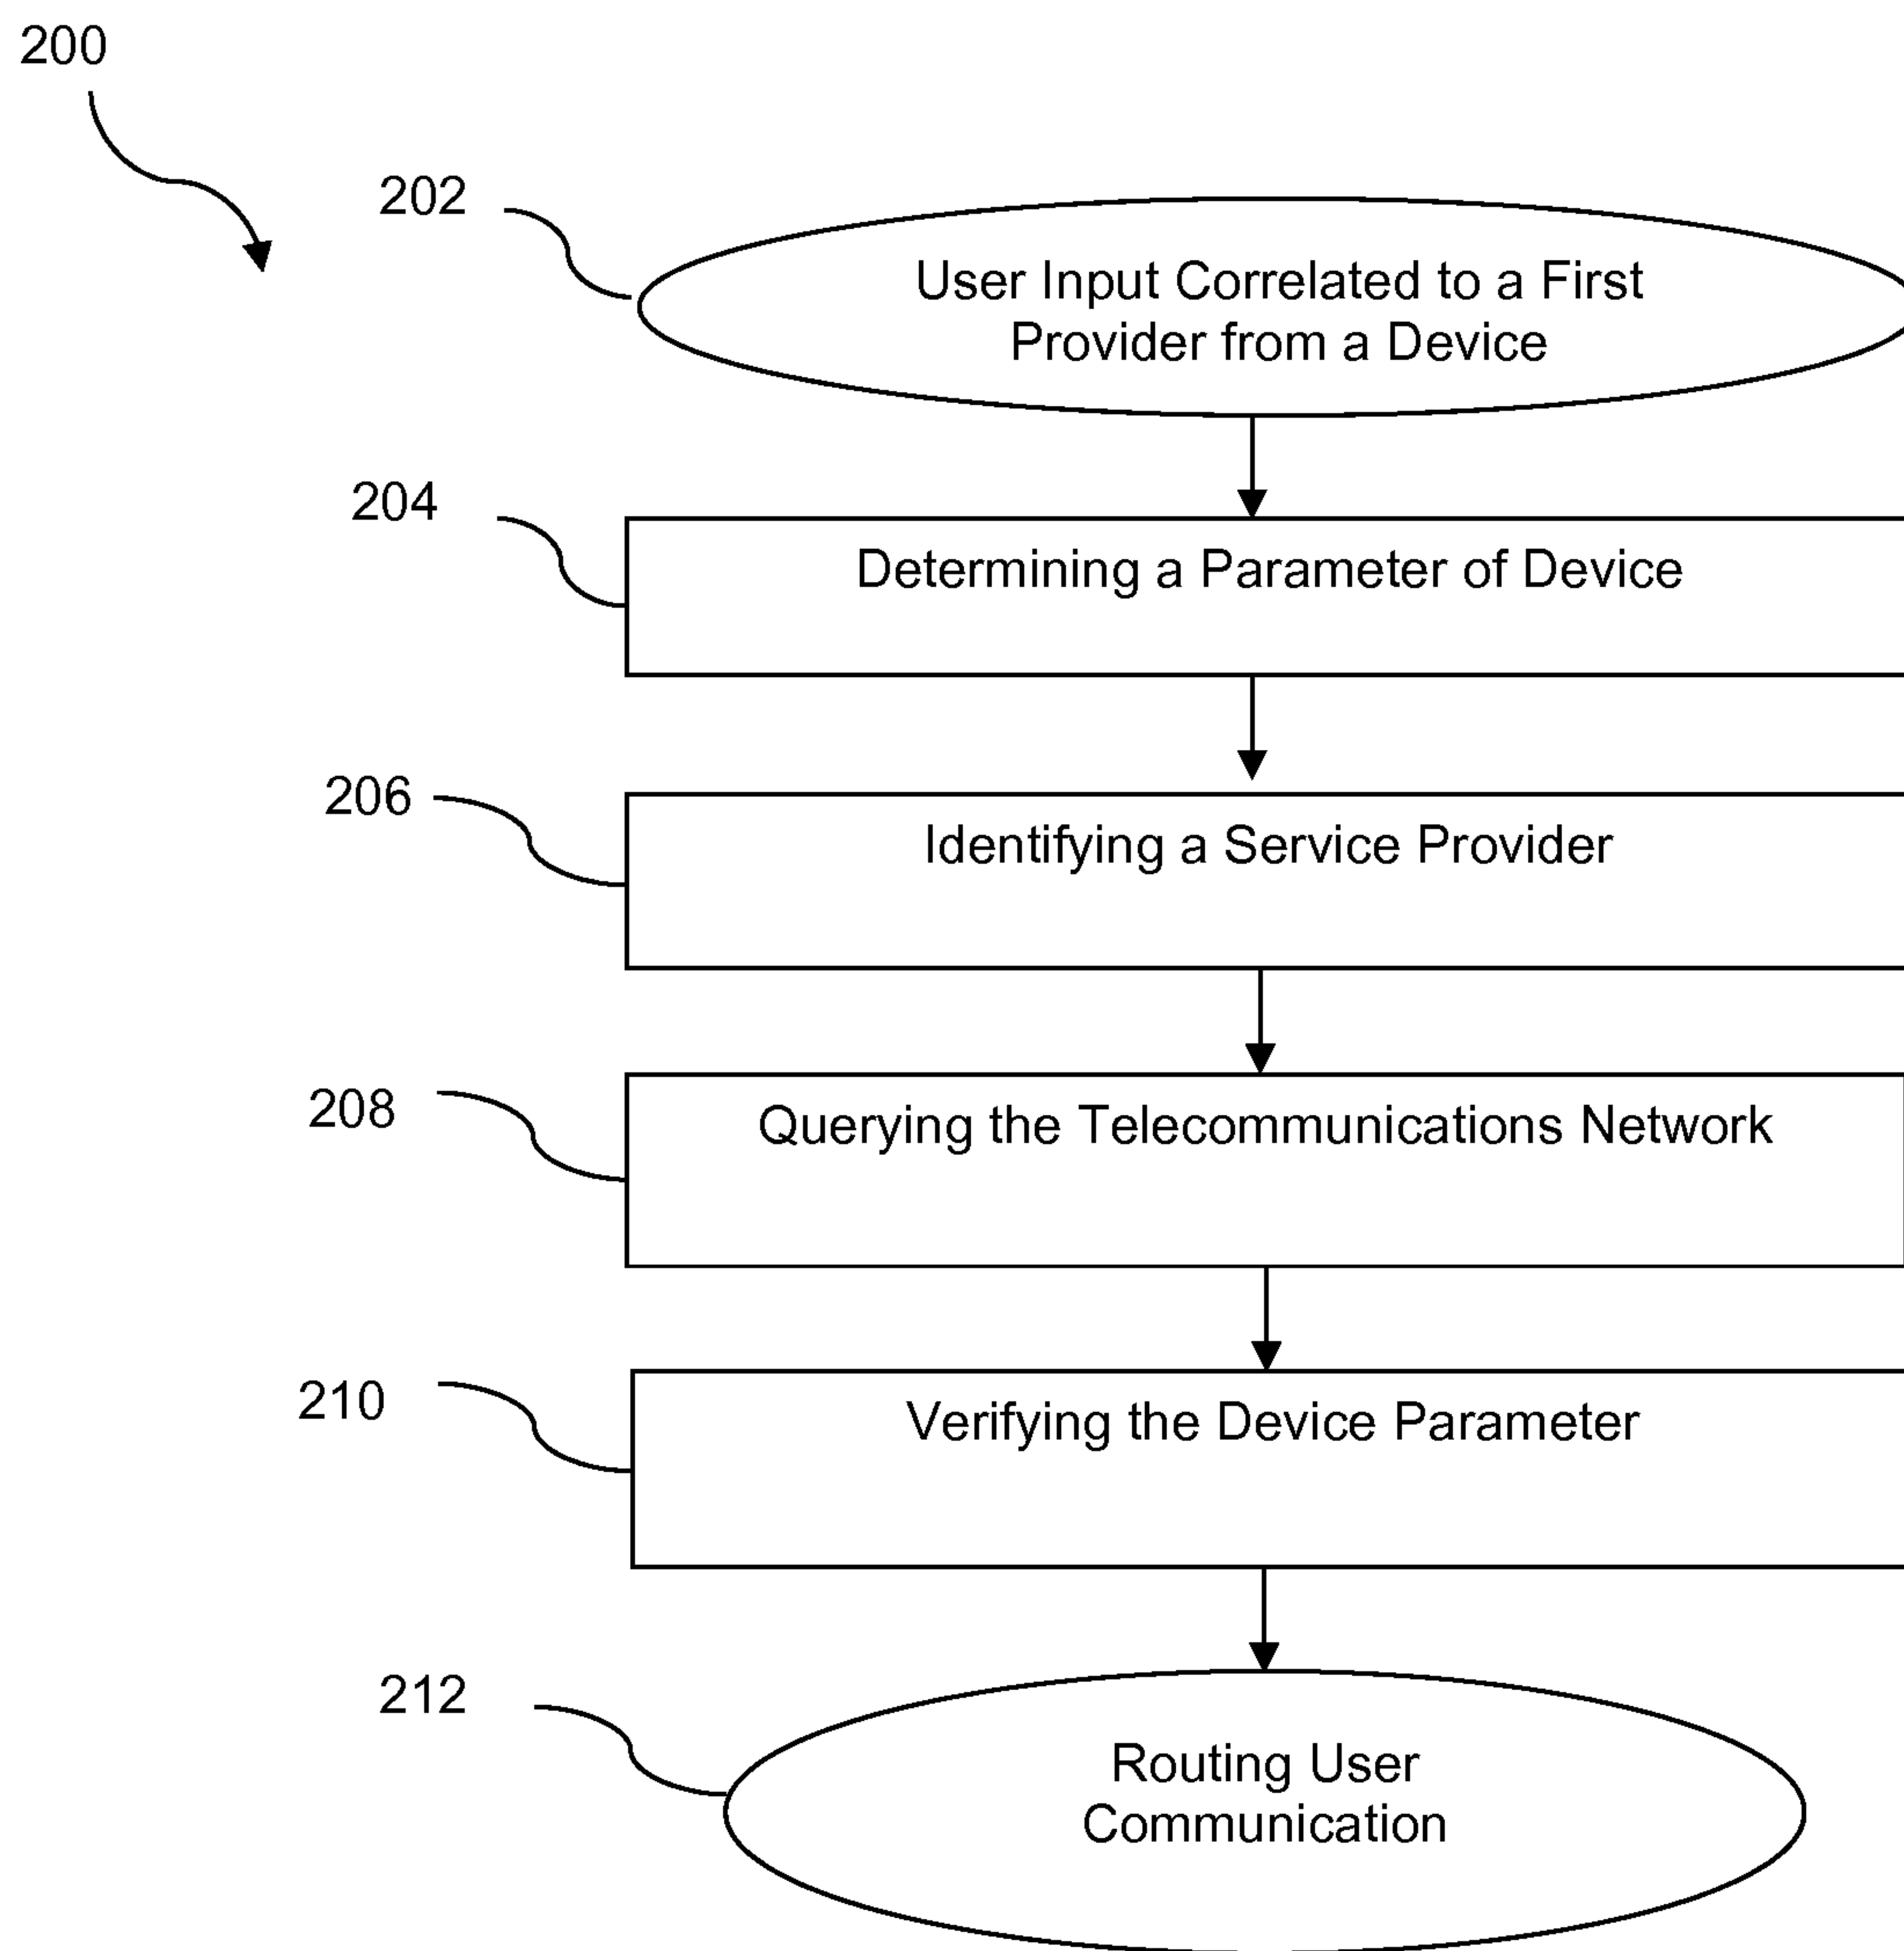 200
202
User Input Correlated to a First
Provider from a Device
204
Determining a Parameter of Device
206
Identifying a Service Provider
208
Querying the Telecommunications Network
210
Verifying the Device Parameter
212
Routing User
Communication